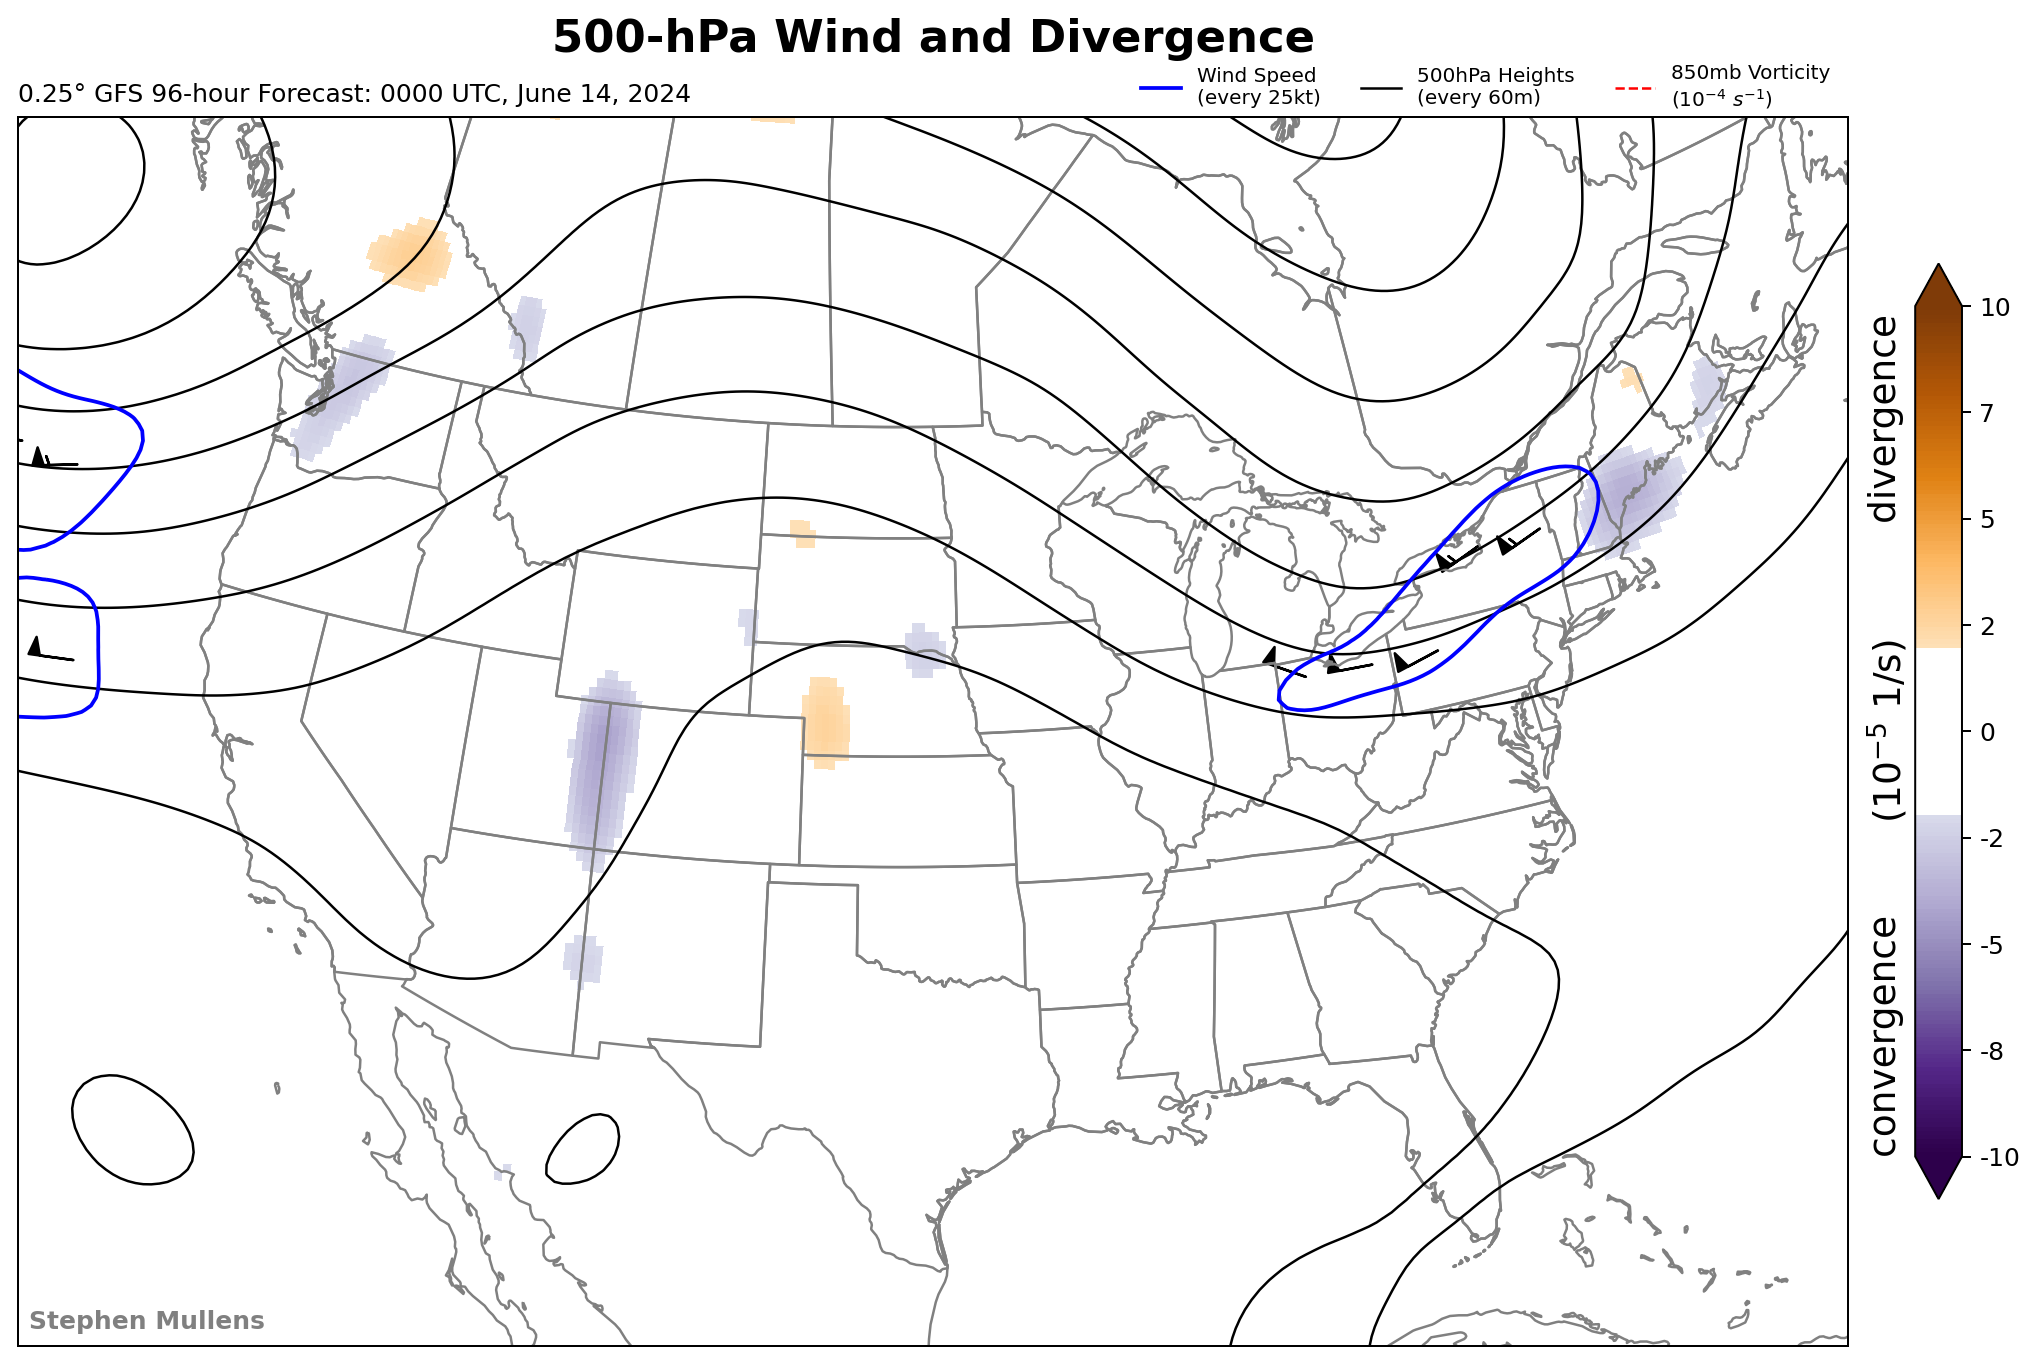 500-hPa Wind and Divergence
0.25° GFS 96-hour Forecast: 0000 UTC, June 14, 2024
Wind Speed
(every 25kt)
500hPa Heights
(every 60m)
850mb Vorticity
(10⁻⁴ s⁻¹)
10
7
5
2
0
-2
-5
-8
-10
convergence (10⁻⁵ 1/s) divergence
Stephen Mullens